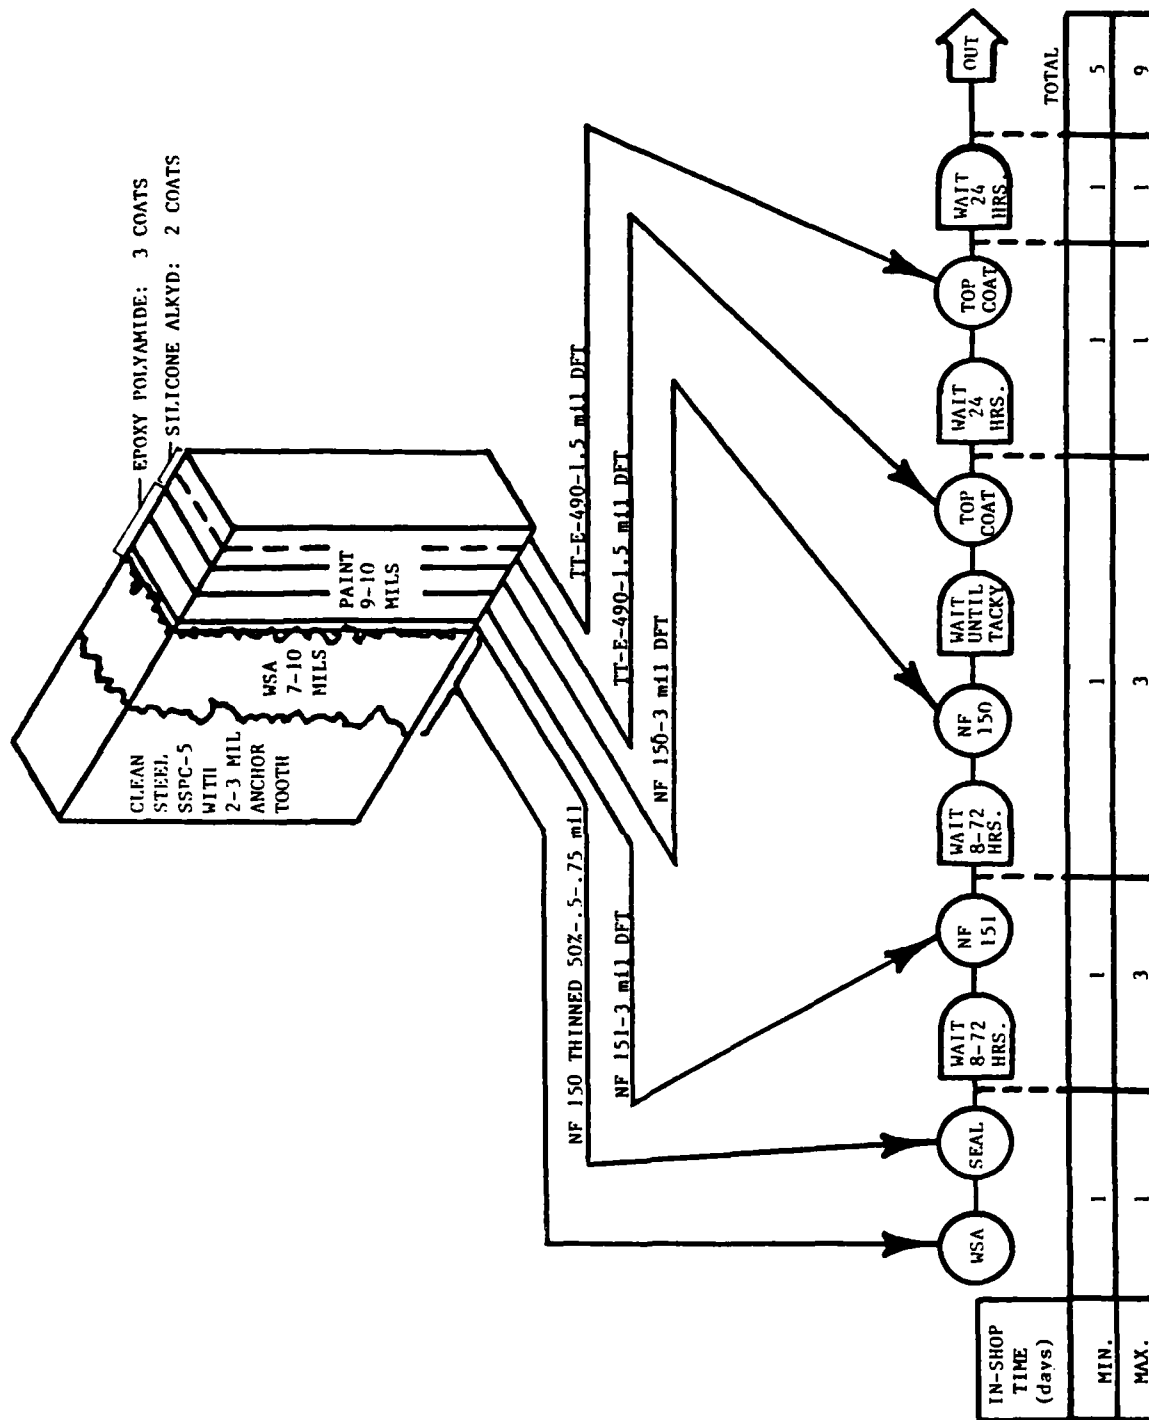 EPOXY POLYAMIDE: 3 COATS
SILICONE ALKYD: 2 COATS
CLEAN
STEEL
SSPC-5
WITH
2-3 MIL
ANCHOR
TOOTH
WSA
7-10
MILS
PAINT
9-10
MILS
NF 150 THINNED 50%-.5-.75 mil
NF 151-3 mil DFT
NF 150-3 mil DFT
TT-E-490-1.5 mil DFT
TT-E-490-1.5 mil DFT
WSA
SEAL
WAIT
8-72
HRS.
NF
151
WAIT
8-72
HRS.
NF
150
WAIT
UNTIL
TACKY
TOP
COAT
WAIT
24
HRS.
TOP
COAT
WAIT
24
HRS.
OUT
IN-SHOP
TIME
(days)
TOTAL
MIN. 1 1 1 1 1 5
MAX. 1 3 3 1 1 9